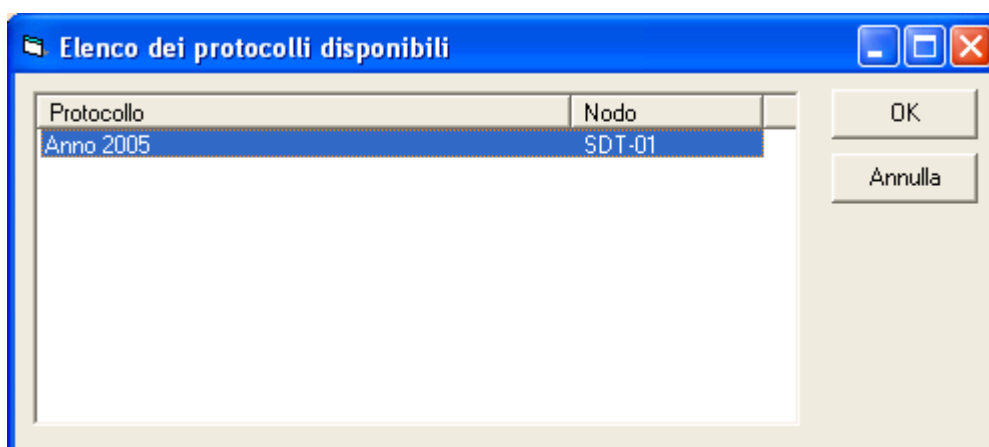 Elenco dei protocolli disponibili
Protocollo Nodo
Anno 2005 SDT-01
OK
Annulla